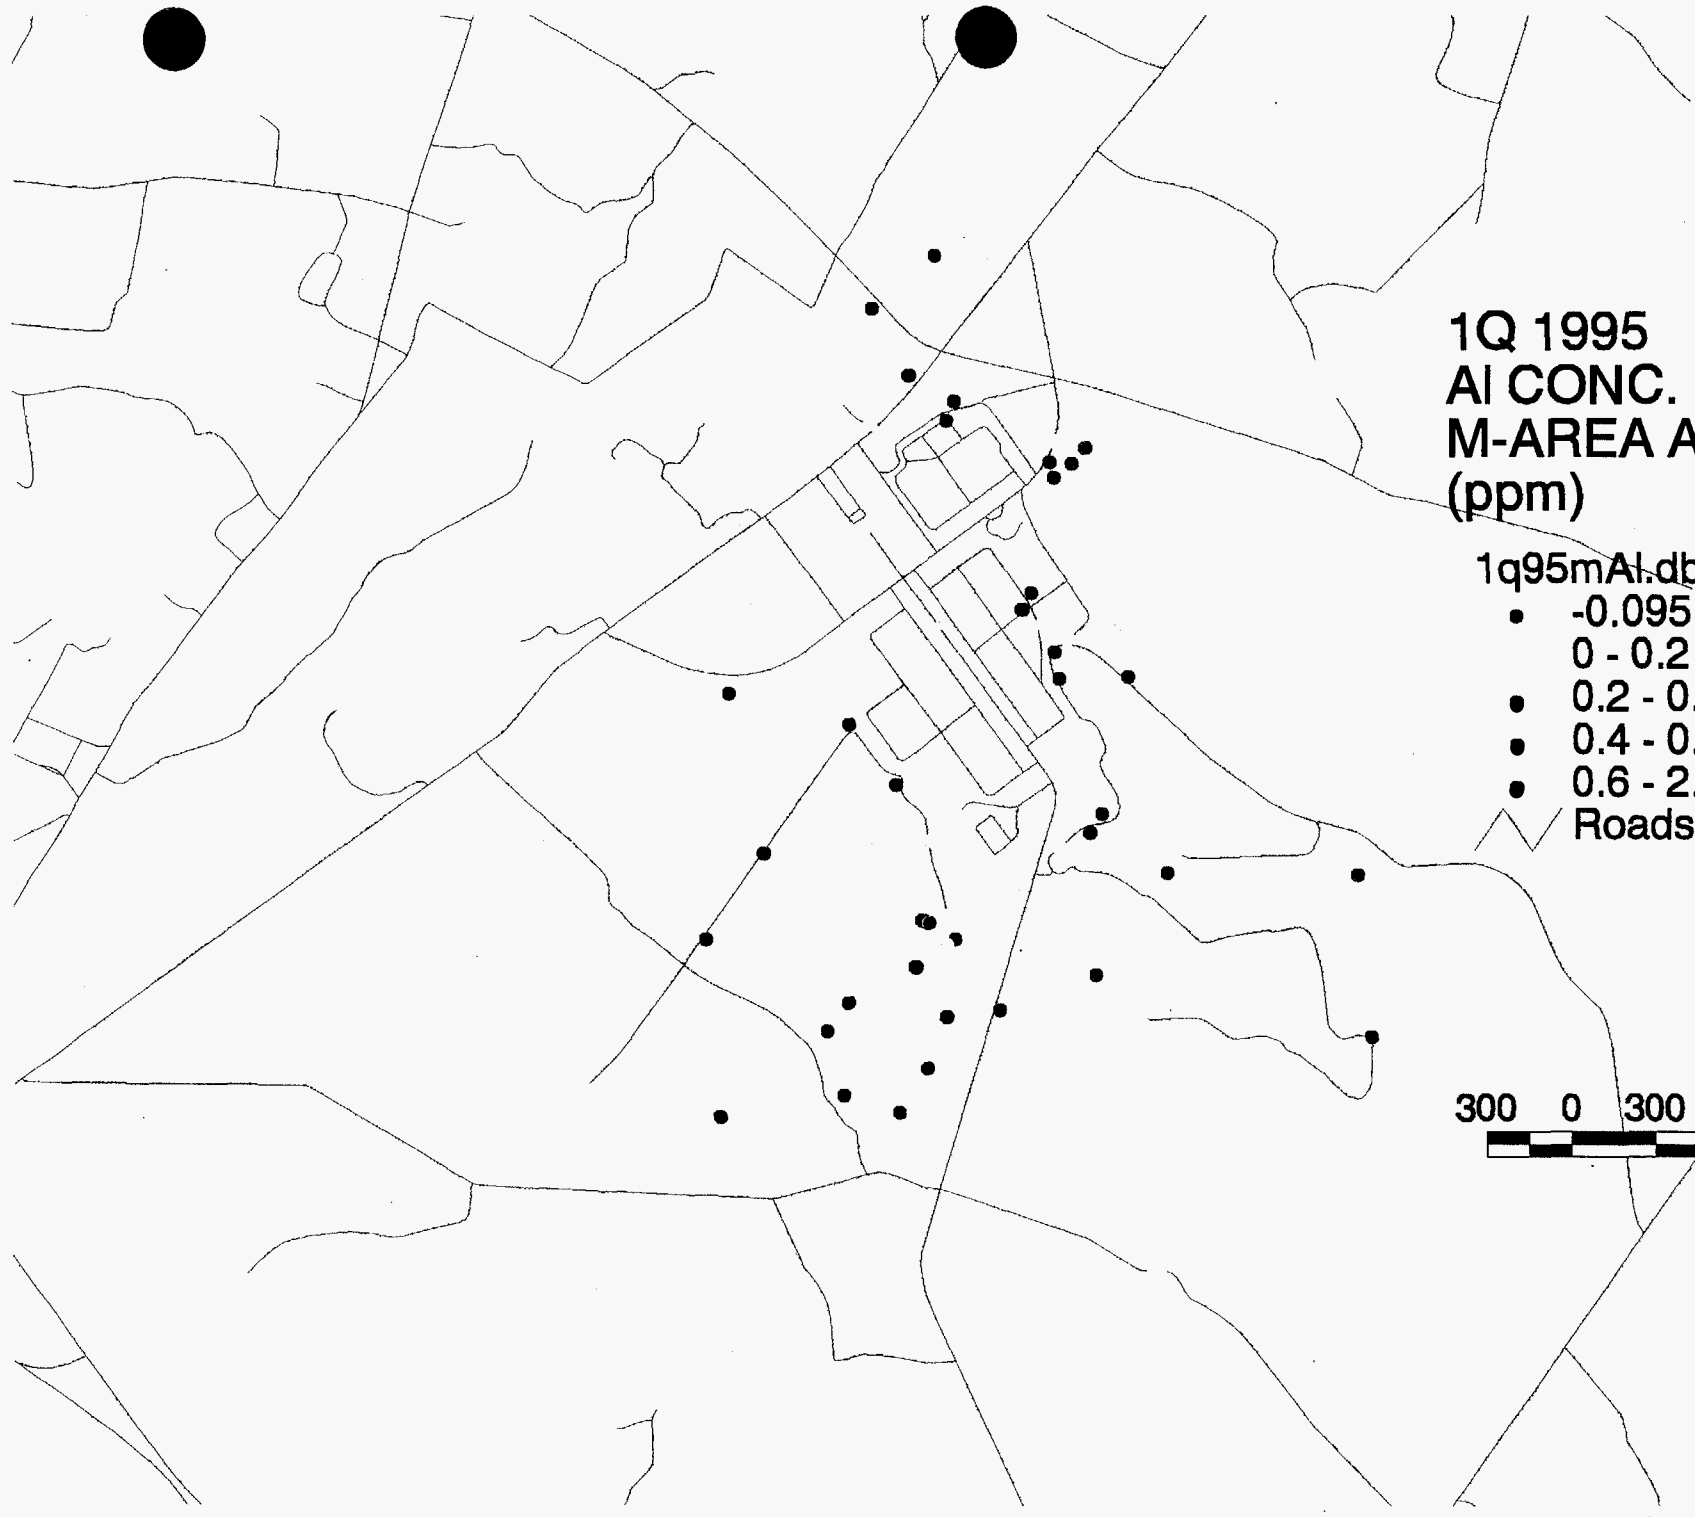 1Q 1995
Al CONC.
M-AREA A
(ppm)
1q95mAl.db
-0.095
0 - 0.2
0.2 - 0.
0.4 - 0.
0.6 - 2.
Roads
300 0 300